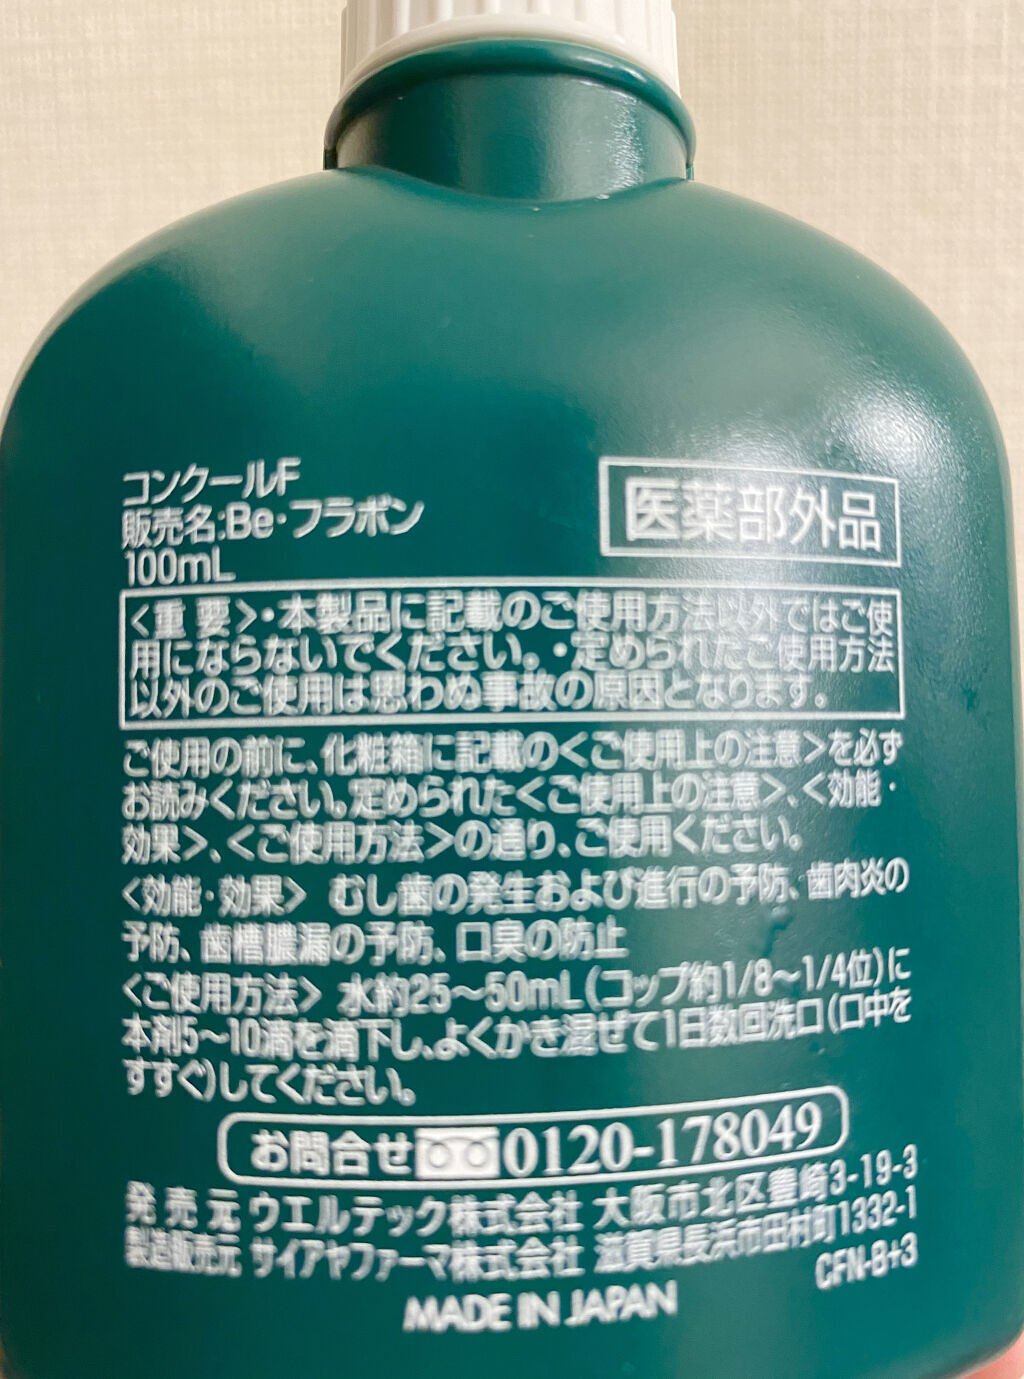 コンクールF
販売名:Be・フラボン
100mL
医薬部外品
<重要>・本製品に記載のご使用方法以外ではご使
用にならないでください。・定められたご使用方法
以外のご使用は思わぬ事故の原因となります。
ご使用の前に、化粧箱に記載の<ご使用上の注意>を必ず
お読みください。定められた<ご使用上の注意>、<効能・
効果>、<ご使用方法>の通り、ご使用ください。
<効能・効果> むし歯の発生および進行の予防、歯肉炎の
予防、歯槽膿漏の予防、口臭の防止
<ご使用方法> 水約25〜50mL(コップ約1/8〜1/4位)に
本剤5〜10滴を滴下し、よくかき混ぜて1日数回洗口(口中を
すすぐ)してください。
お問合せ 0120-178049
発売元 ウエルテック株式会社 大阪市北区豊崎3-19-3
製造販売元 サイアヤファーマ株式会社 滋賀県長浜市田村町1332-1
CFN-B+3
MADE IN JAPAN